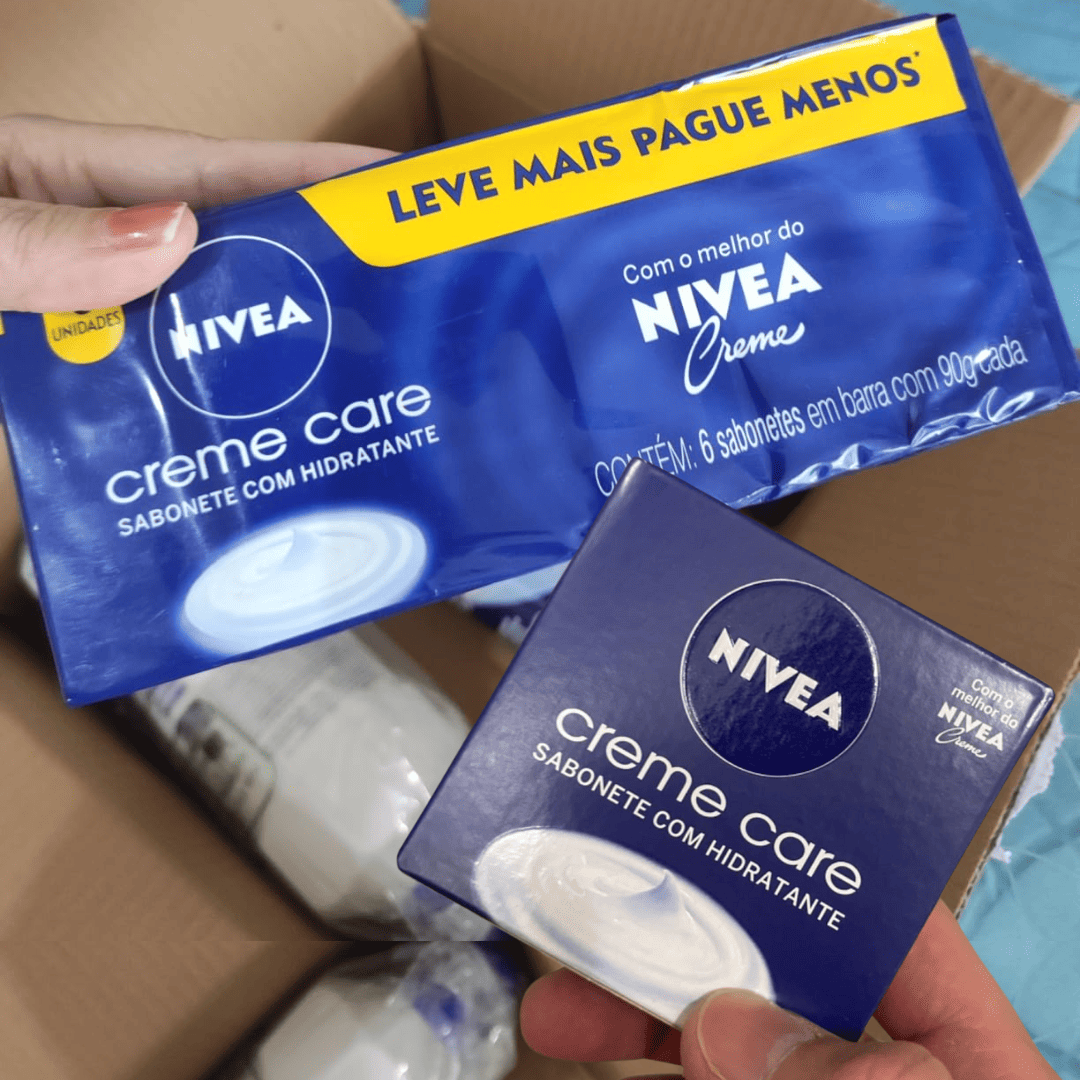 LEVE MAIS PAGUE MENOS*
UNIDADES
NIVEA
creme care
SABONETE COM HIDRATANTE
Com o melhor do
NIVEA
Creme
CONTÉM: 6 sabonetes em barra com 90g cada
NIVEA
creme care
SABONETE COM HIDRATANTE
Com o
melhor do
NIVEA
Creme